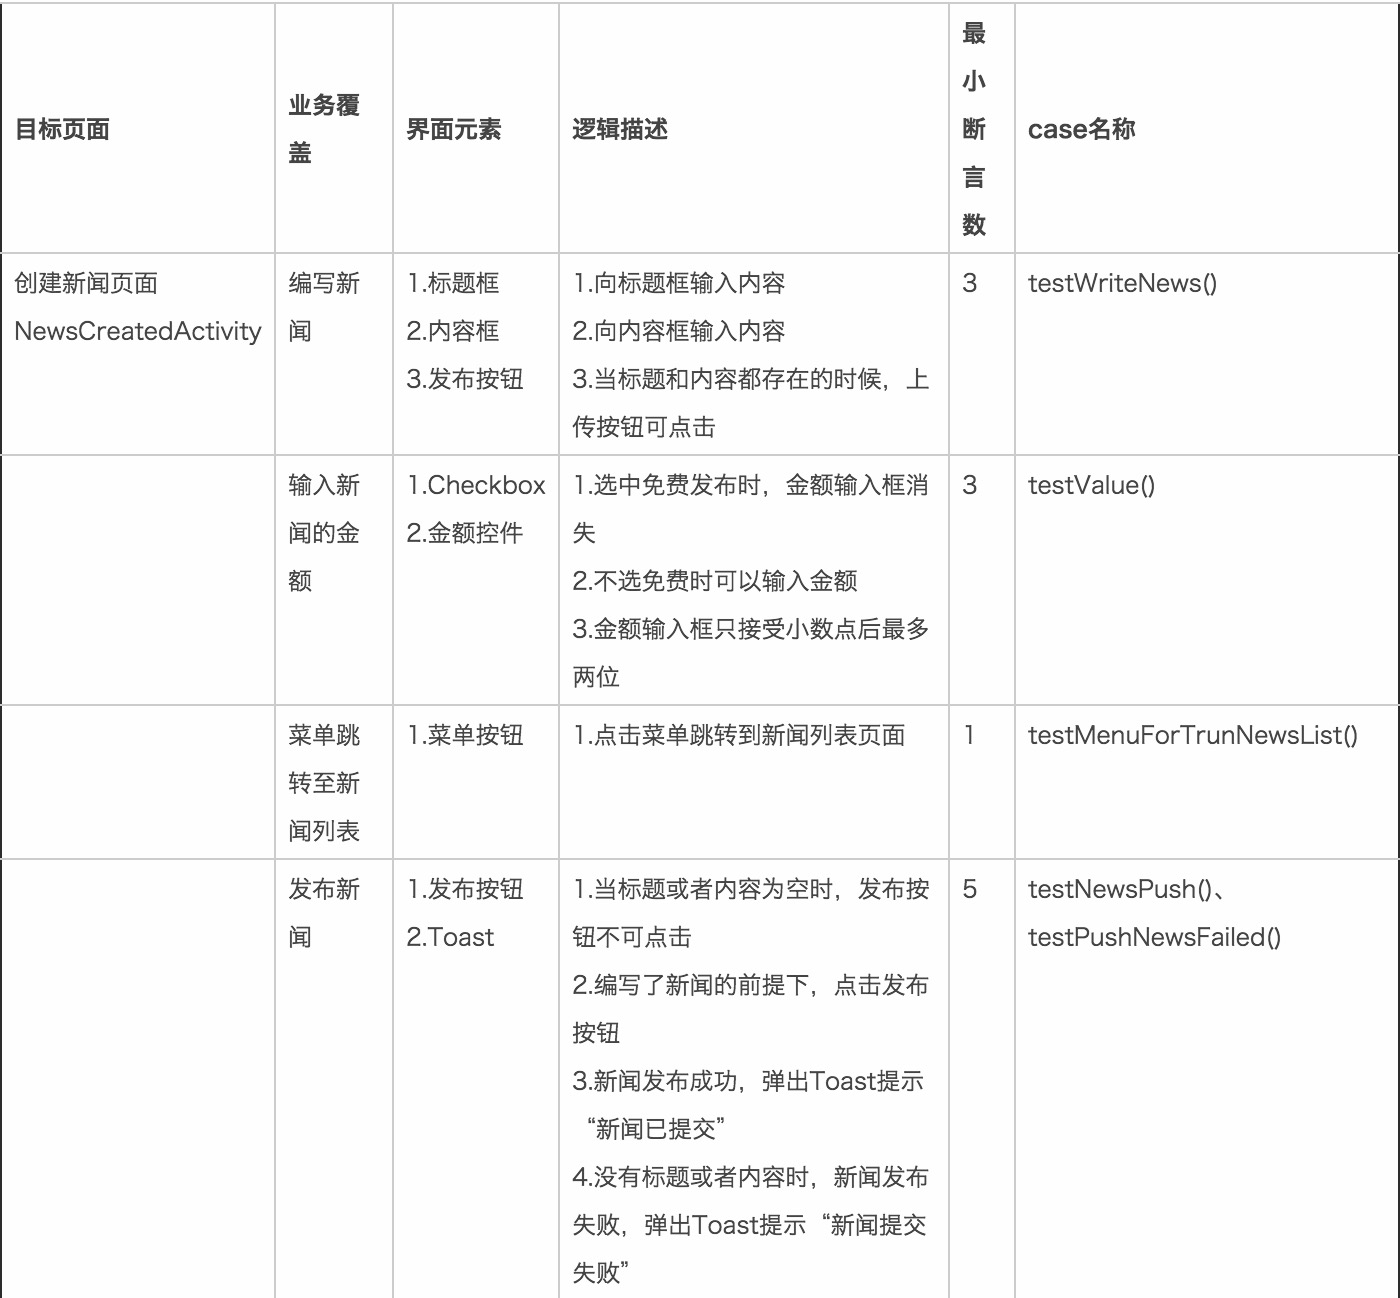 目标页面
业务覆
盖
界面元素
逻辑描述
最
小
断
言
数
case名称
创建新闻页面
NewsCreatedActivity
编写新
闻
1.标题框
2.内容框
3.发布按钮
1.向标题框输入内容
2.向内容框输入内容
3.当标题和内容都存在的时候，上
传按钮可点击
3
testWriteNews()
输入新
闻的金
额
1.Checkbox
2.金额控件
1.选中免费发布时，金额输入框消
失
2.不选免费时可以输入金额
3.金额输入框只接受小数点后最多
两位
3
testValue()
菜单跳
转至新
闻列表
1.菜单按钮
1.点击菜单跳转到新闻列表页面
1
testMenuForTrunNewsList()
发布新
闻
1.发布按钮
2.Toast
1.当标题或者内容为空时，发布按
钮不可点击
2.编写了新闻的前提下，点击发布
按钮
3.新闻发布成功，弹出Toast提示
“新闻已提交”
4.没有标题或者内容时，新闻发布
失败，弹出Toast提示“新闻提交
失败”
5
testNewsPush()、
testPushNewsFailed()